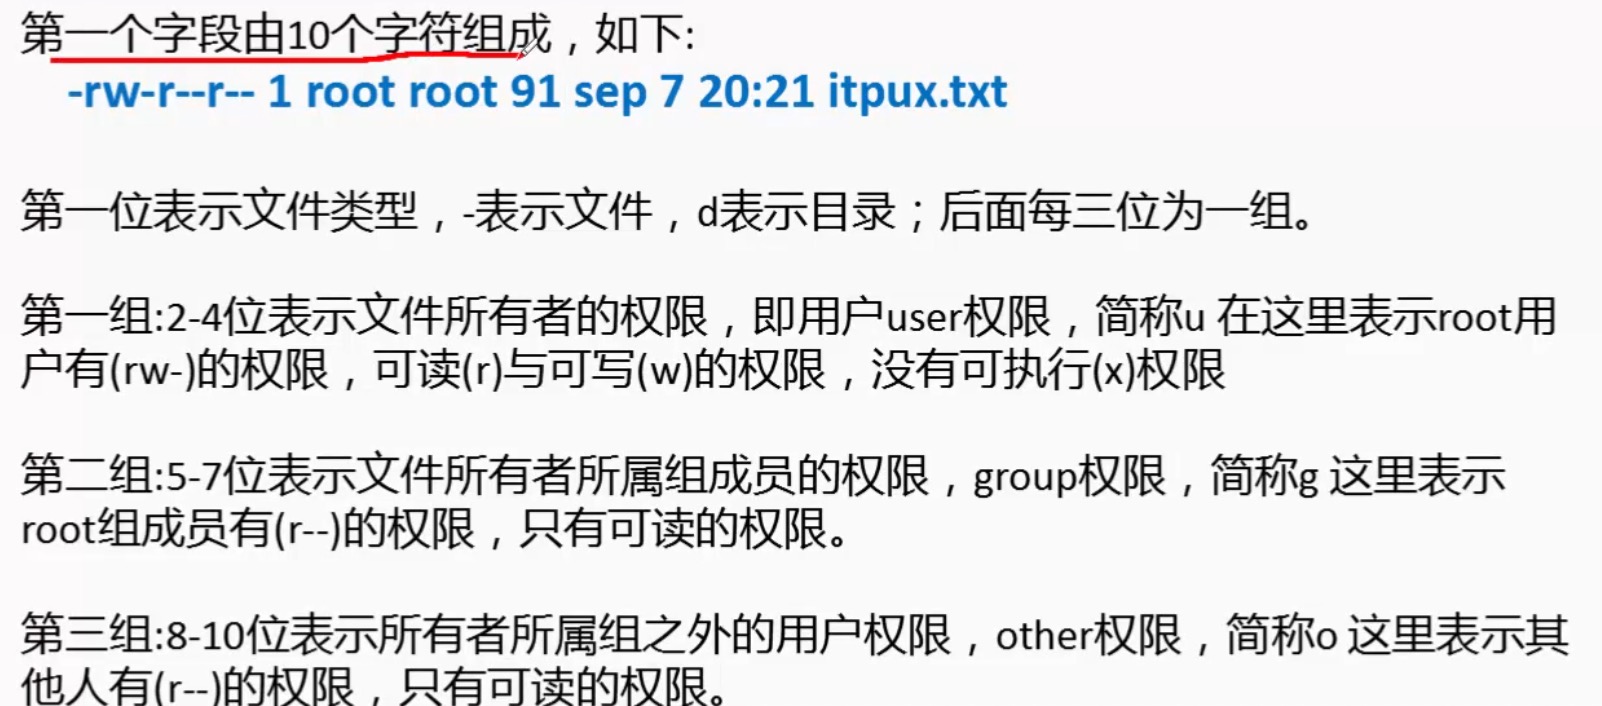 第一个字段由10个字符组成，如下:
-rw-r--r-- 1 root root 91 sep 7 20:21 itpux.txt
第一位表示文件类型，-表示文件，d表示目录；后面每三位为一组。
第一组:2-4位表示文件所有者的权限，即用户user权限，简称u 在这里表示root用
户有(rw-)的权限，可读(r)与可写(w)的权限，没有可执行(x)权限
第二组:5-7位表示文件所有者所属组成员的权限，group权限，简称g 这里表示
root组成员有(r--)的权限，只有可读的权限。
第三组:8-10位表示所有者所属组之外的用户权限，other权限，简称o 这里表示其
他人有(r--)的权限，只有可读的权限。